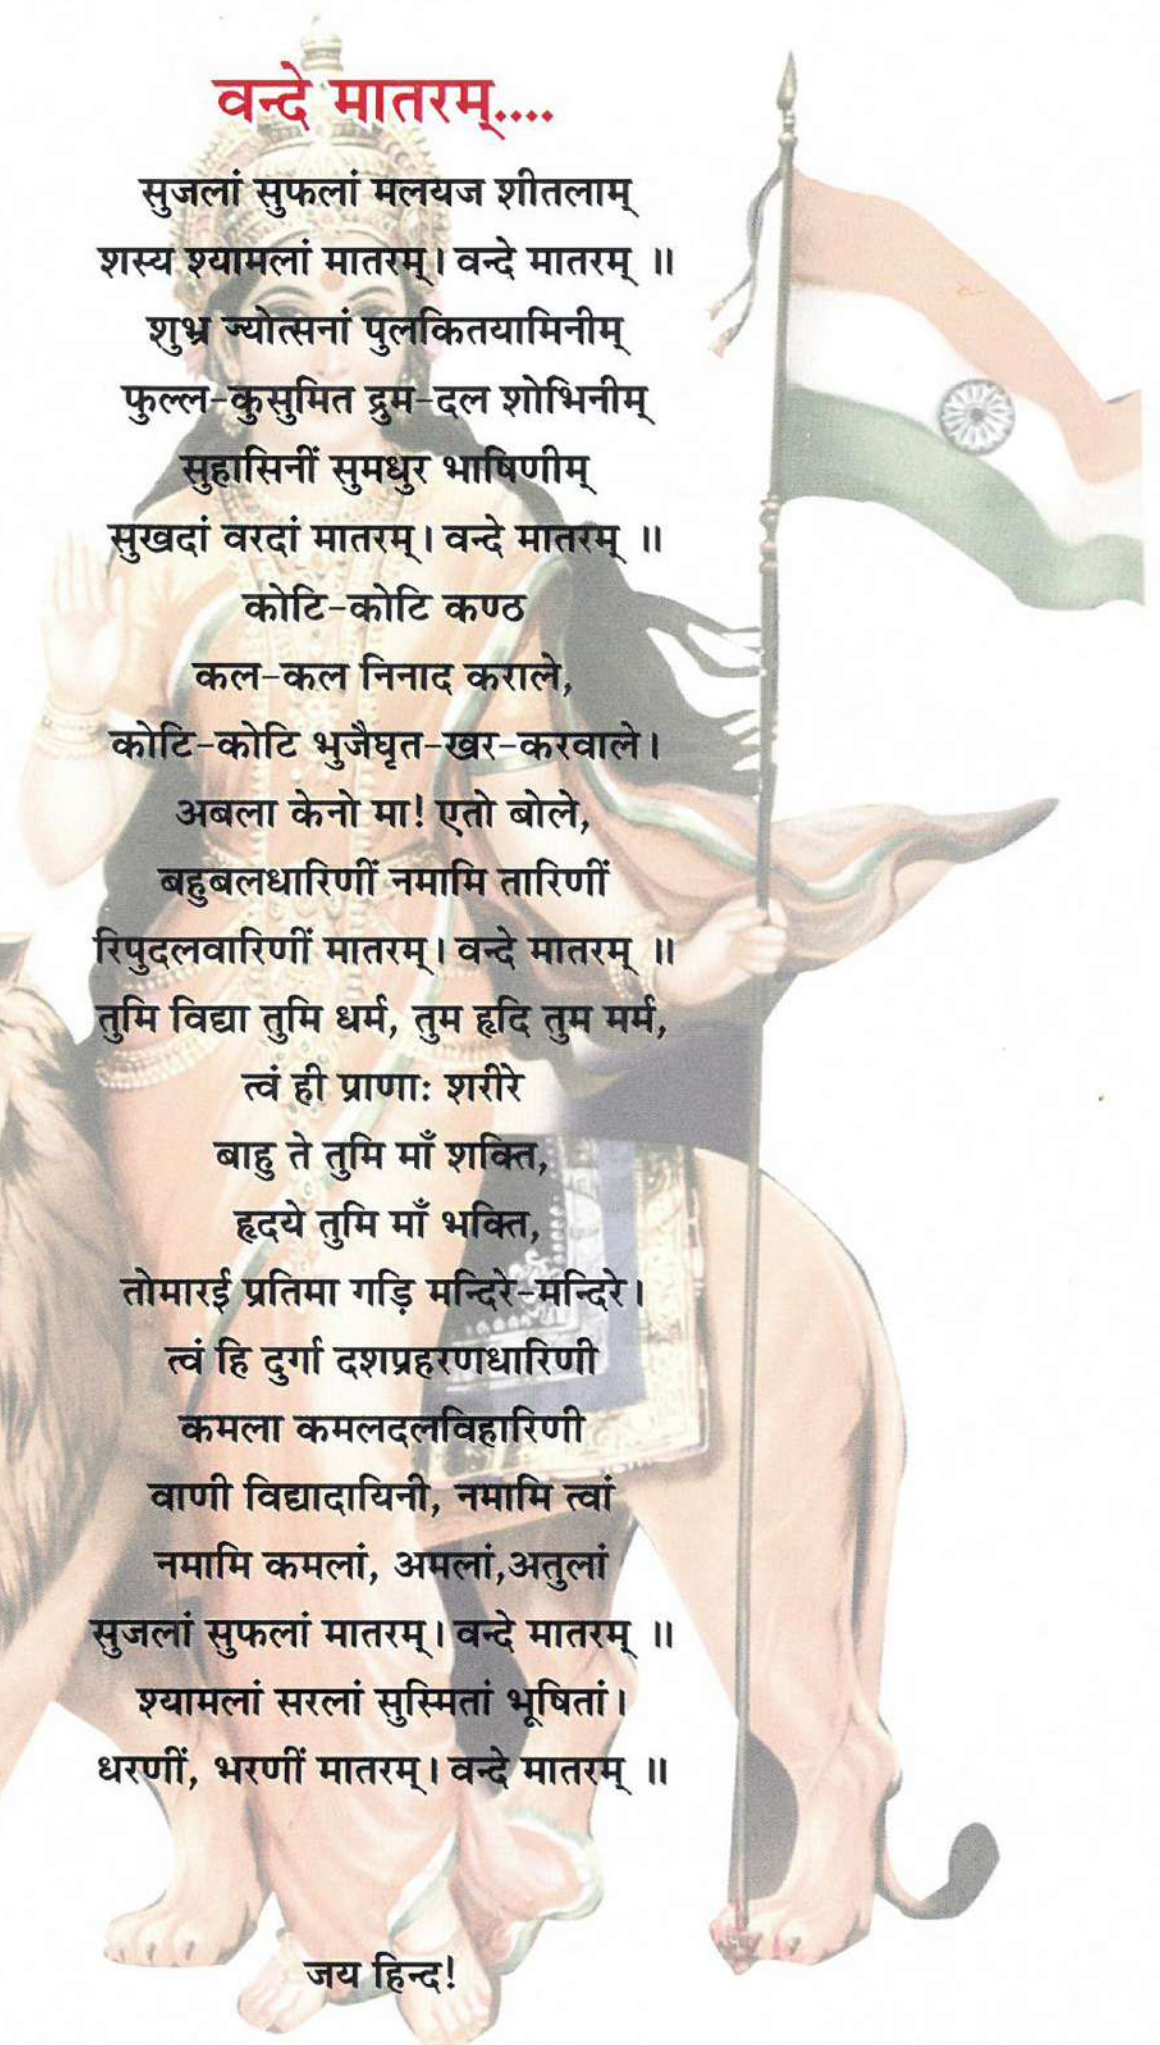 वन्दे मातरम्....
सुजलां सुफलां मलयज शीतलाम्
शस्य श्यामलां मातरम्। वन्दे मातरम् ॥
शुभ्र ज्योत्सनां पुलकितयामिनीम्
फुल्ल-कुसुमित द्रुम-दल शोभिनीम्
सुहासिनीं सुमधुर भाषिणीम्
सुखदां वरदां मातरम्। वन्दे मातरम् ॥
कोटि-कोटि कण्ठ
कल-कल निनाद कराले,
कोटि-कोटि भुजैघृत-खर-करवाले।
अबला केनो मा! एतो बोले,
बहुबलधारिणीं नमामि तारिणीं
रिपुदलवारिणीं मातरम्। वन्दे मातरम् ॥
तुमि विद्या तुमि धर्म, तुम हृदि तुम मर्म,
त्वं ही प्राणाः शरीरे
बाहु ते तुमि माँ शक्ति,
हृदये तुमि माँ भक्ति,
तोमारई प्रतिमा गड़ि मन्दिरे-मन्दिरे।
त्वं हि दुर्गा दशप्रहरणधारिणी
कमला कमलदलविहारिणी
वाणी विद्यादायिनी, नमामि त्वां
नमामि कमलां, अमलां,अतुलां
सुजलां सुफलां मातरम्। वन्दे मातरम् ॥
श्यामलां सरलां सुस्मितां भूषितां।
धरणीं, भरणीं मातरम्। वन्दे मातरम् ॥
जय हिन्द!